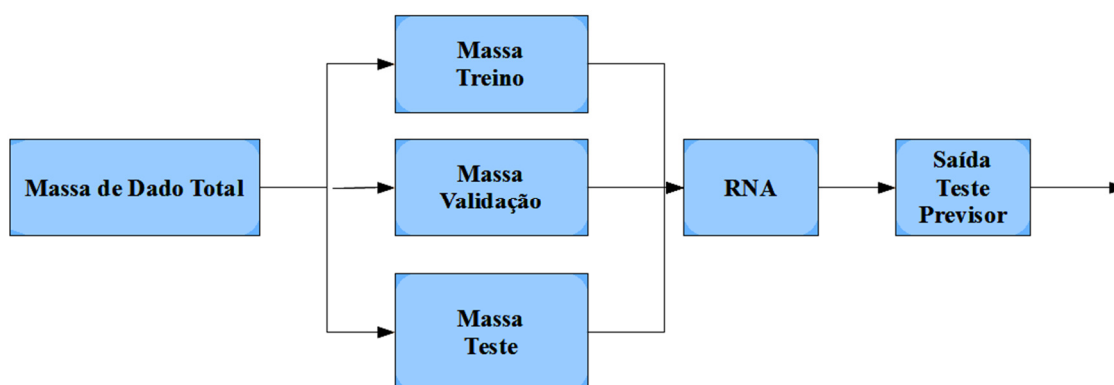 Massa
Treino
Massa de Dado Total
Massa
Validação
RNA
Saída
Teste
Previsor
Massa
Teste